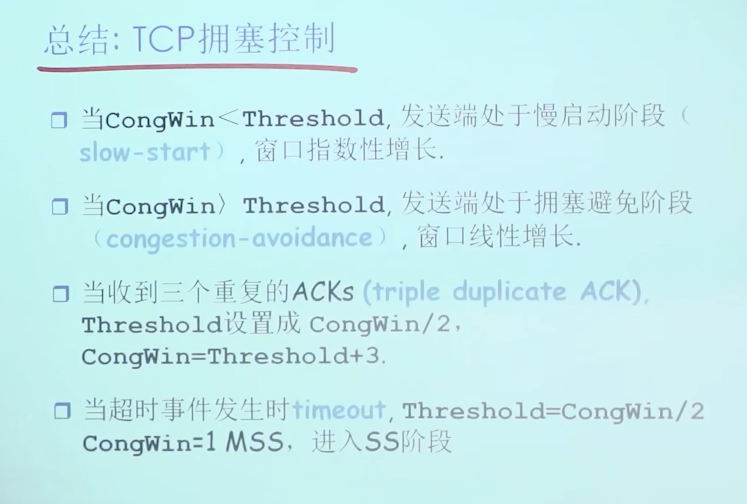 总结: TCP拥塞控制
当CongWin＜Threshold, 发送端处于慢启动阶段（
slow-start）, 窗口指数性增长.
当CongWin〉Threshold, 发送端处于拥塞避免阶段
（congestion-avoidance）, 窗口线性增长.
当收到三个重复的ACKs (triple duplicate ACK),
Threshold设置成 CongWin/2,
CongWin=Threshold+3.
当超时事件发生时timeout, Threshold=CongWin/2
CongWin=1 MSS, 进入SS阶段